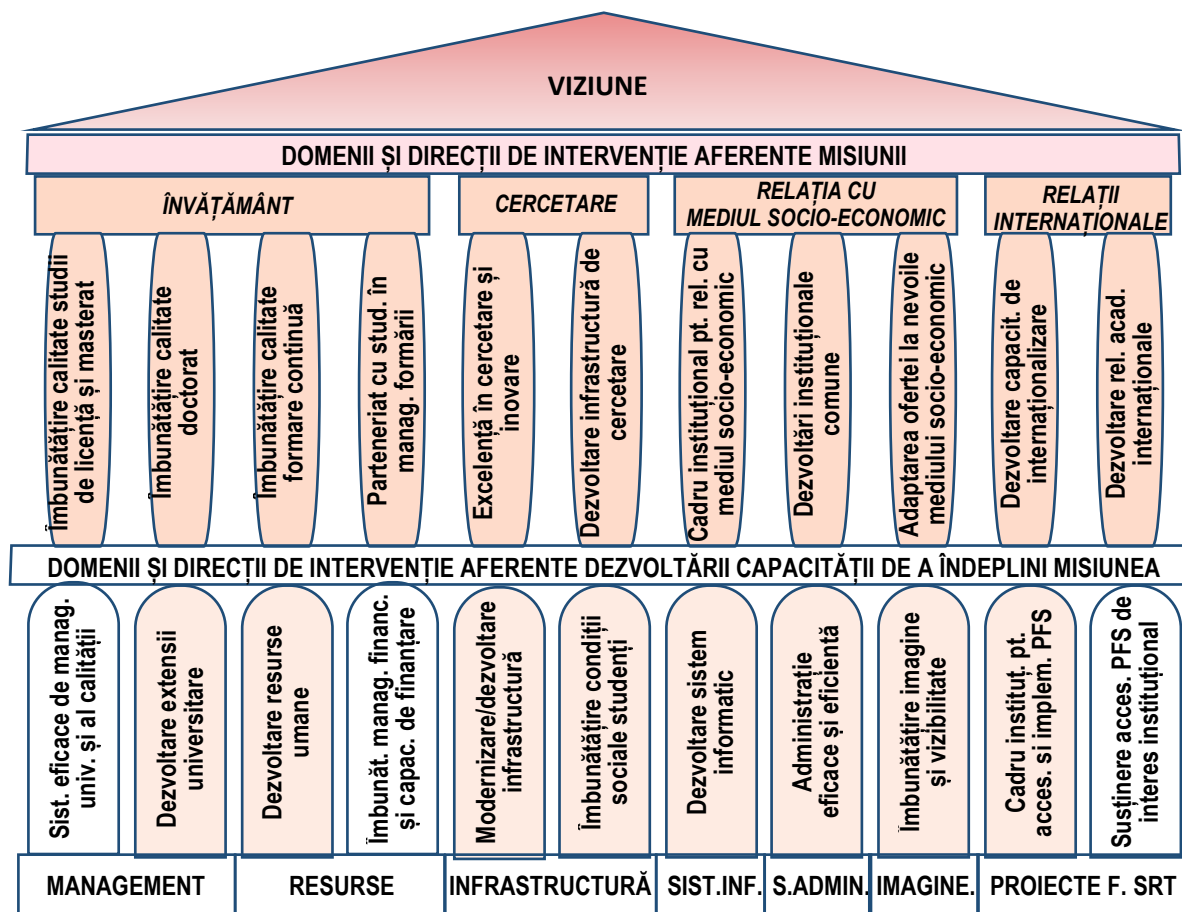 VIZIUNE
DOMENII ȘI DIRECȚII DE INTERVENȚIE AFERENTE MISIUNII
ÎNVĂȚĂMÂNT
CERCETARE
RELAȚIA CU
MEDIUL SOCIO-ECONOMIC
RELAȚII
INTERNAȚIONALE
Îmbunătățire calitate studii
de licență și masterat
Îmbunătățire calitate
doctorat
Îmbunătățire calitate
formare continuă
Parteneriat cu stud. în
manag. formării
Excelență în cercetare și
inovare
Dezvoltare infrastructură de
cercetare
Cadru instituțional pt. rel. cu
mediul socio-economic
Dezvoltări instituționale
comune
Adaptarea ofertei la nevoile
mediului socio-economic
Dezvoltare capacit. de
internaționalizare
Dezvoltare rel. acad.
internaționale
DOMENII ȘI DIRECȚII DE INTERVENȚIE AFERENTE DEZVOLTĂRII CAPACITĂȚII DE A ÎNDEPLINI MISIUNEA
Sist. eficace de manag.
univ. și al calității
Dezvoltare extensii
universitare
Dezvoltare resurse
umane
Îmbunăt. manag. financ.
și capac. de finanțare
Modernizare/dezvoltare
infrastructură
Îmbunătățire condiții
sociale studenți
Dezvoltare sistem
informatic
Administrație
eficace și eficientă
Îmbunătățire imagine
și vizibilitate
Cadru instituț. pt.
acces. si implem. PFS
Susținere acces. PFS de
interes instituțional
MANAGEMENT
RESURSE
INFRASTRUCTURĂ
SIST.INF.
S.ADMIN.
IMAGINE.
PROIECTE F. SRT